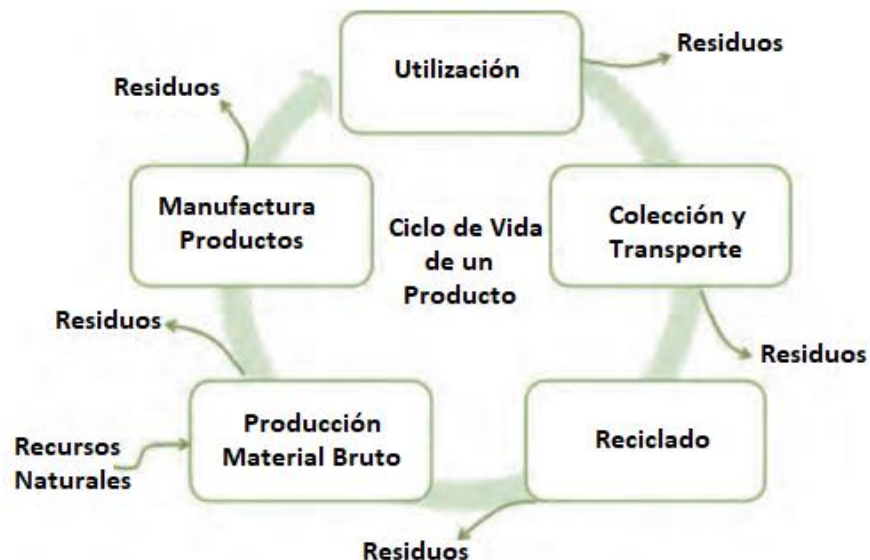 Utilización
Residuos
Residuos
Manufactura
Productos
Ciclo de Vida
de un
Producto
Colección y
Transporte
Residuos
Residuos
Producción
Material Bruto
Reciclado
Recursos
Naturales
Residuos